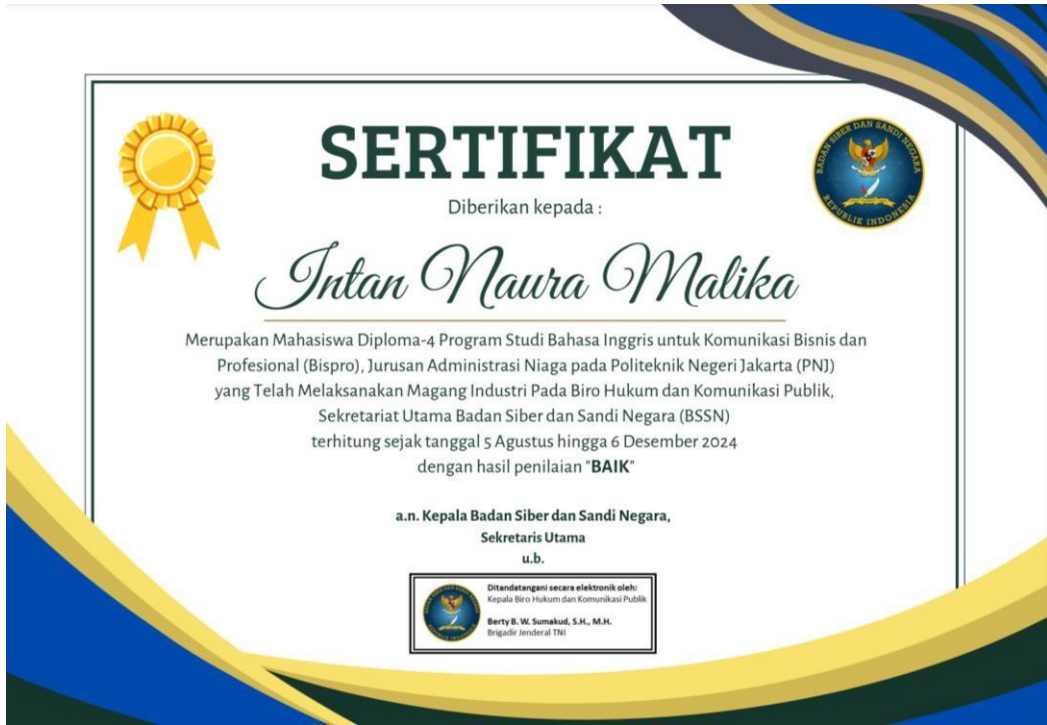 SERTIFIKAT
BADAN SIBER DAN SANDI NEGARA
REPUBLIK INDONESIA
Diberikan kepada :
Intan Naura Malika
Merupakan Mahasiswa Diploma-4 Program Studi Bahasa Inggris untuk Komunikasi Bisnis dan
Profesional (Bispro), Jurusan Administrasi Niaga pada Politeknik Negeri Jakarta (PNJ)
yang Telah Melaksanakan Magang Industri Pada Biro Hukum dan Komunikasi Publik,
Sekretariat Utama Badan Siber dan Sandi Negara (BSSN)
terhitung sejak tanggal 5 Agustus hingga 6 Desember 2024
dengan hasil penilaian "BAIK"
a.n. Kepala Badan Siber dan Sandi Negara,
Sekretaris Utama
u.b.
Ditandatangani secara elektronik oleh:
Kepala Biro Hukum dan Komunikasi Publik
Berty B. W. Sumakud, S.H., M.H.
Brigadir Jenderal TNI